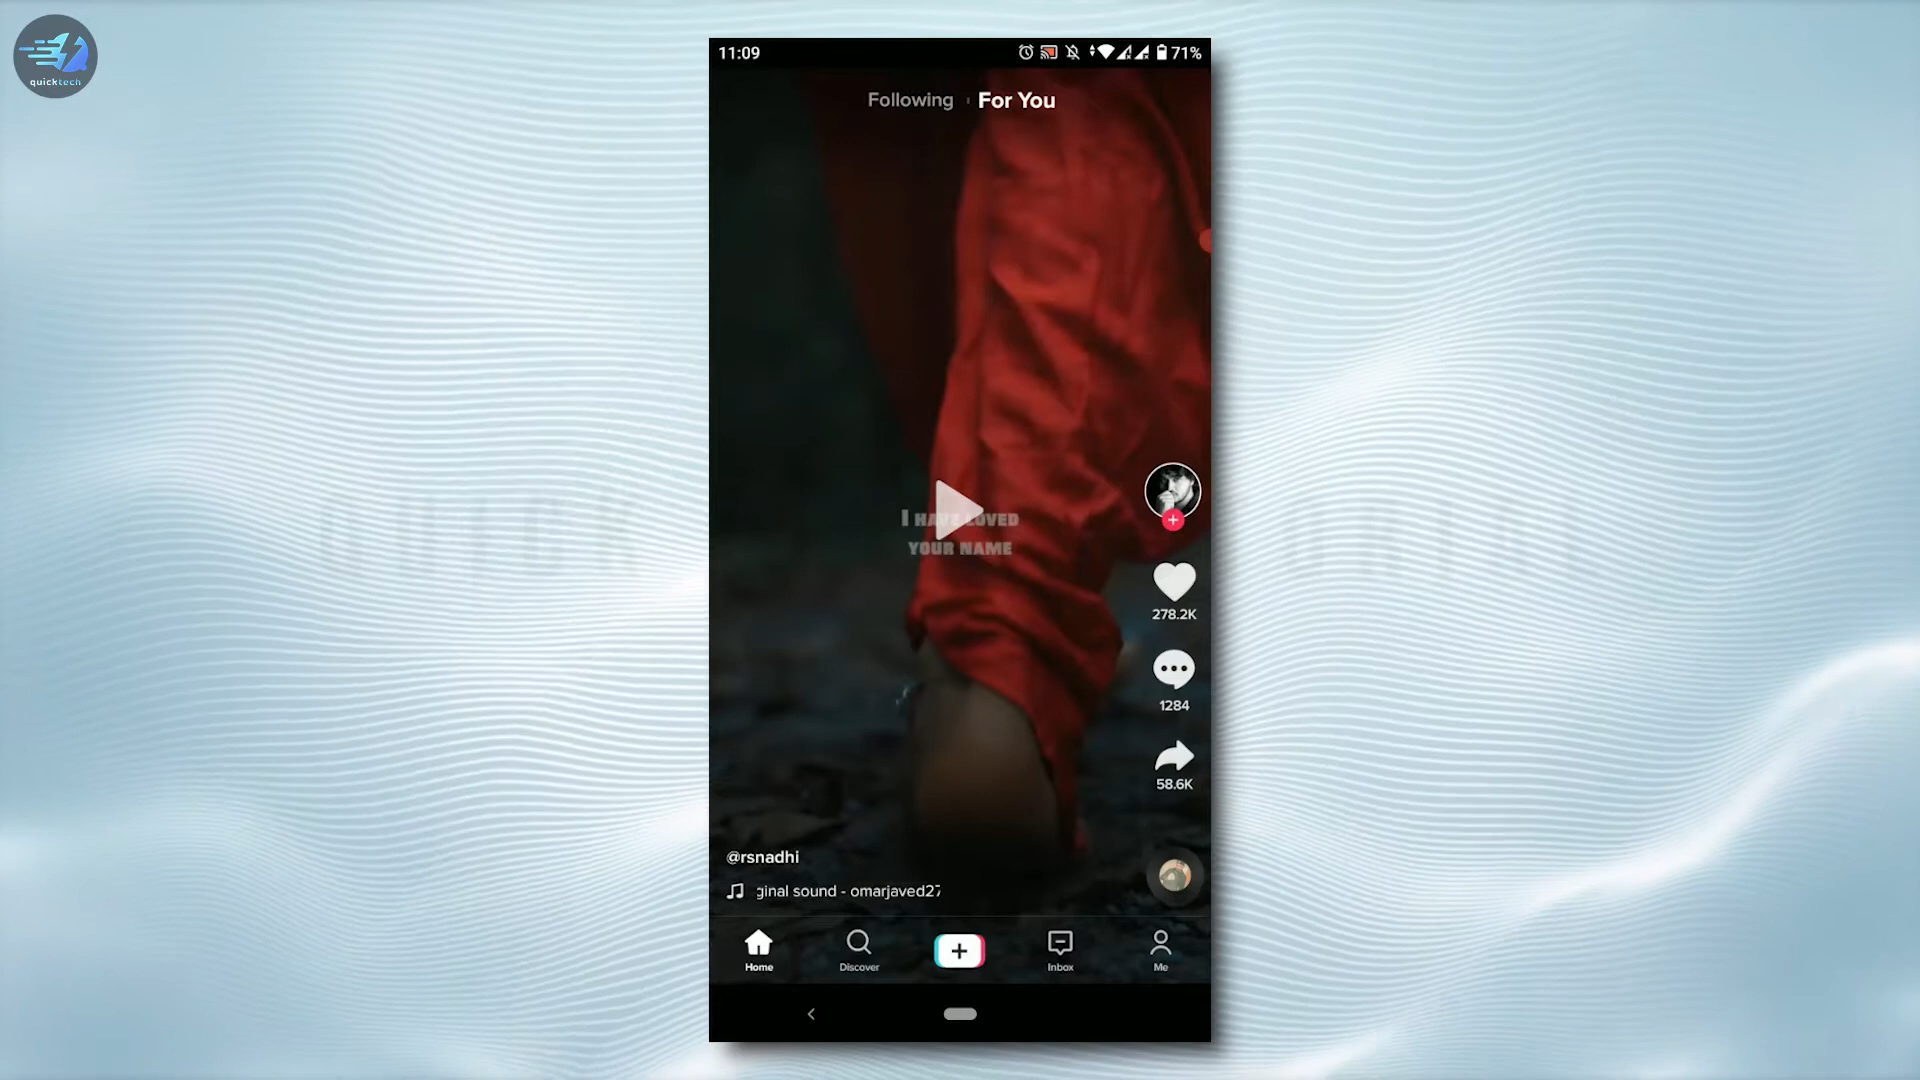 quicktech
11:09
71%
Following
For You
I HAVE LOVED
YOUR NAME
278.2K
1284
58.6K
@rsnadhi
ginal sound - omarjaved27
Home
Discover
Inbox
Me